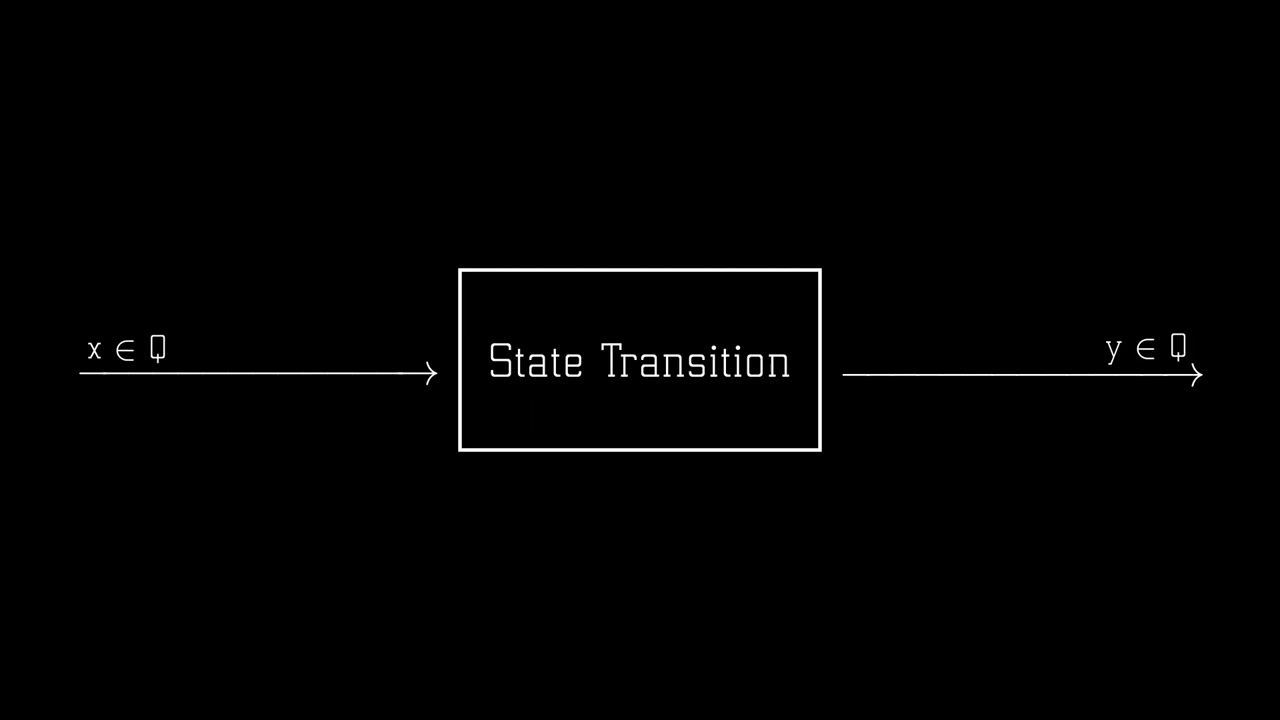 x ∈ Q
State Transition
y ∈ Q